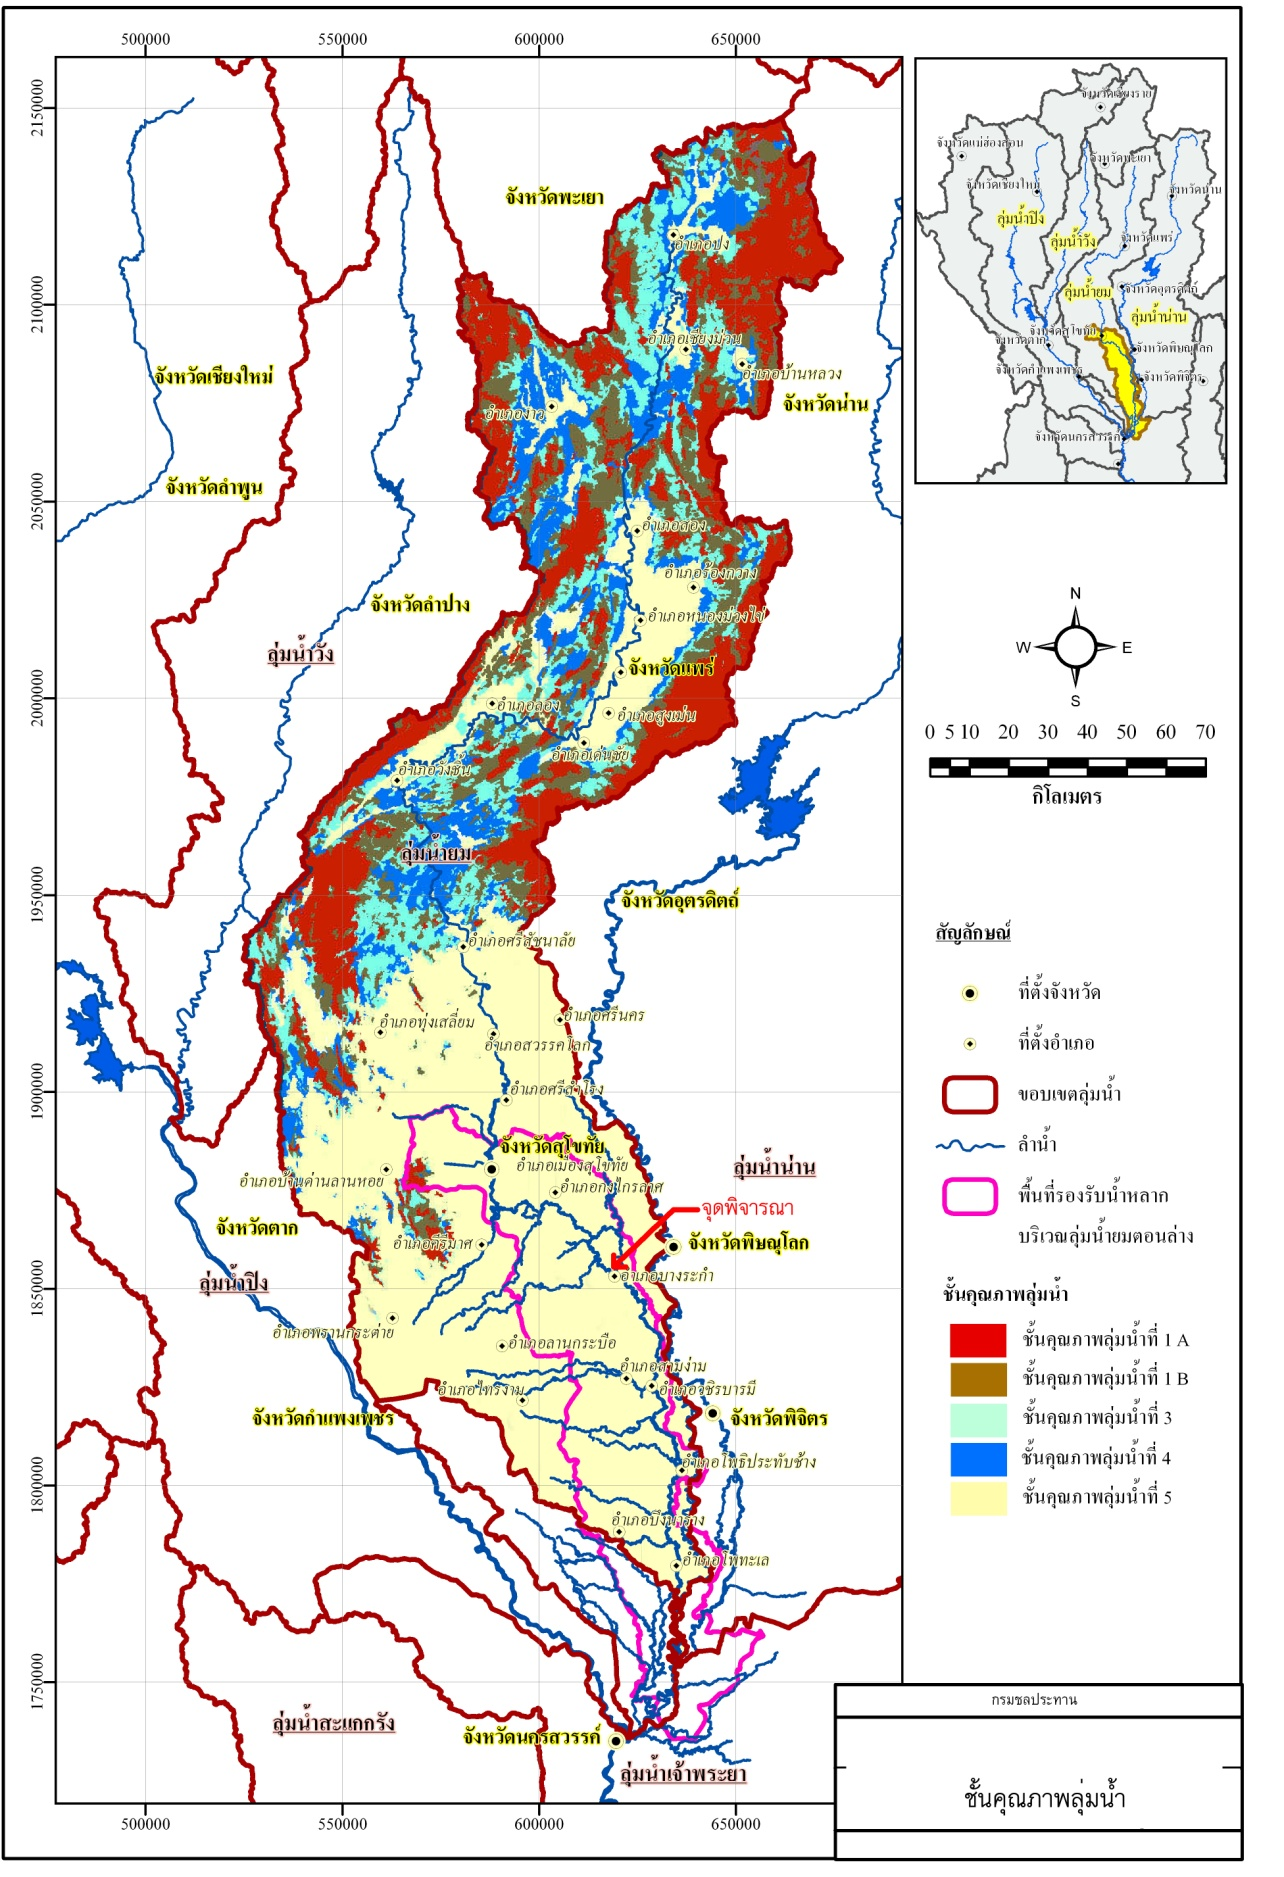 500000
550000
600000
650000
2150000
2100000
2050000
2000000
1950000
1900000
1850000
1800000
1750000
จังหวัดพะเยา
อำเภอปง
อำเภอเชียงม่วน
อำเภอบ้านหลวง
จังหวัดเชียงใหม่
จังหวัดน่าน
อำเภองาว
จังหวัดลำพูน
อำเภอสอง
อำเภอร้องกวาง
จังหวัดลำปาง
อำเภอหนองม่วงไข่
ลุ่มน้ำวัง
จังหวัดแพร่
อำเภอลอง
อำเภอสูงเม่น
อำเภอเด่นชัย
อำเภอวังชิ้น
ลุ่มน้ำยม
จังหวัดอุตรดิตถ์
อำเภอศรีสัชนาลัย
อำเภอศรีนคร
อำเภอทุ่งเสลี่ยม
อำเภอสวรรคโลก
อำเภอศรีสำโรง
จังหวัดสุโขทัย
อำเภอเมืองสุโขทัย
ลุ่มน้ำน่าน
อำเภอบ้านด่านลานหอย
อำเภอกงไกรลาศ
จุดพิจารณา
จังหวัดตาก
อำเภอคีรีมาศ
จังหวัดพิษณุโลก
ลุ่มน้ำปิง
อำเภอบางระกำ
อำเภอพรานกระต่าย
อำเภอลานกระบือ
อำเภอสามง่าม
อำเภอไทรงาม
อำเภอวชิรบารมี
จังหวัดกำแพงเพชร
จังหวัดพิจิตร
อำเภอโพธิ์ประทับช้าง
อำเภอบึงนาราง
อำเภอโพทะเล
ลุ่มน้ำสะแกกรัง
จังหวัดนครสวรรค์
ลุ่มน้ำเจ้าพระยา
500000
550000
600000
650000
จังหวัดเชียงราย
จังหวัดแม่ฮ่องสอน
จังหวัดพะเยา
จังหวัดเชียงใหม่
จังหวัดน่าน
ลุ่มน้ำปิง
ลุ่มน้ำวัง
จังหวัดแพร่
ลุ่มน้ำยม
จังหวัดอุตรดิตถ์
ลุ่มน้ำน่าน
จังหวัดสุโขทัย
จังหวัดตาก
จังหวัดพิษณุโลก
จังหวัดกำแพงเพชร
จังหวัดพิจิตร
จังหวัดนครสวรรค์
N
W
E
S
0 5 10 20 30 40 50 60 70
กิโลเมตร
สัญลักษณ์
ที่ตั้งจังหวัด
ที่ตั้งอำเภอ
ขอบเขตลุ่มน้ำ
ลำน้ำ
พื้นที่รองรับน้ำหลาก
บริเวณลุ่มน้ำยมตอนล่าง
ชั้นคุณภาพลุ่มน้ำ
ชั้นคุณภาพลุ่มน้ำที่ 1 A
ชั้นคุณภาพลุ่มน้ำที่ 1 B
ชั้นคุณภาพลุ่มน้ำที่ 3
ชั้นคุณภาพลุ่มน้ำที่ 4
ชั้นคุณภาพลุ่มน้ำที่ 5
กรมชลประทาน
ชั้นคุณภาพลุ่มน้ำ